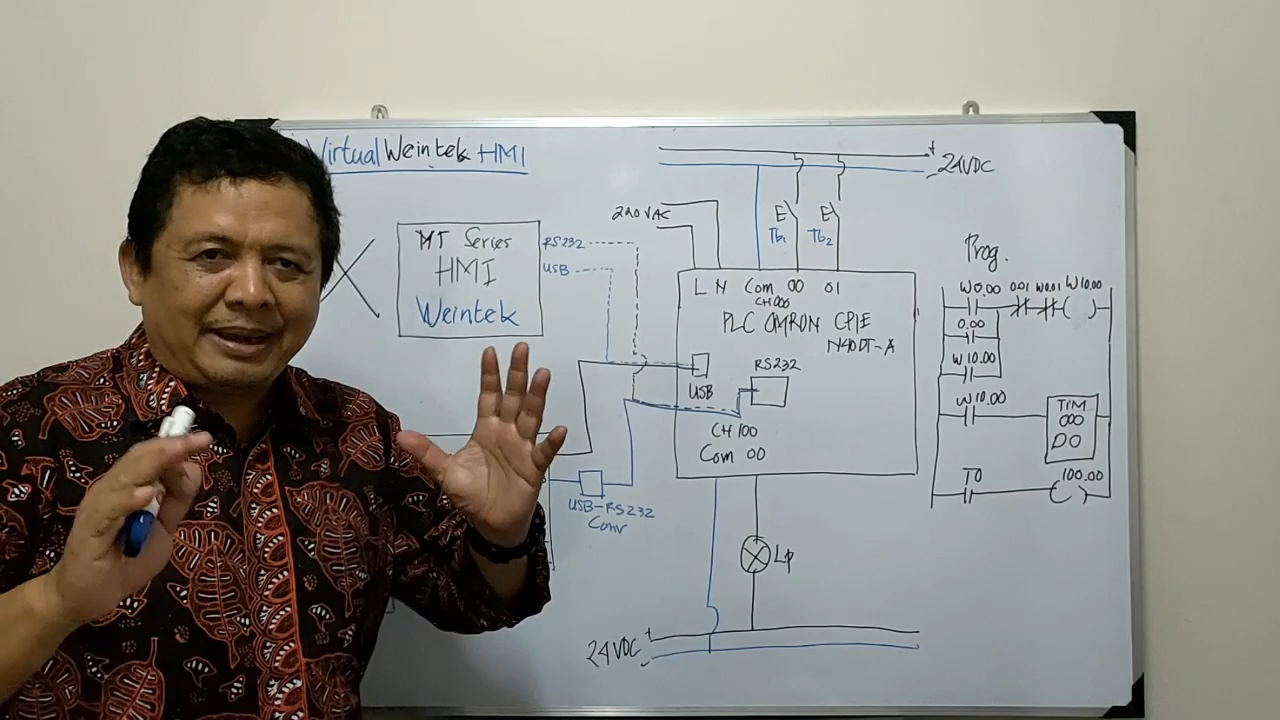 Virtual Weintek HMI
MT Series
HMI
Weintek
RS232
USB
USB-RS232
Conv
+
- 24VDC
220 VAC
E E
Tb1 Tb2
L N Com 00 01
CH000
PLC OMRON CP1E
N40DT-A
RS232
USB
CH 100
Com 00
Lp
24VDC +
-
Prog.
W0.00 0.01 W0.01 W10.00
0.00
W10.00
W10.00
TIM
000
D0
T0 100.00